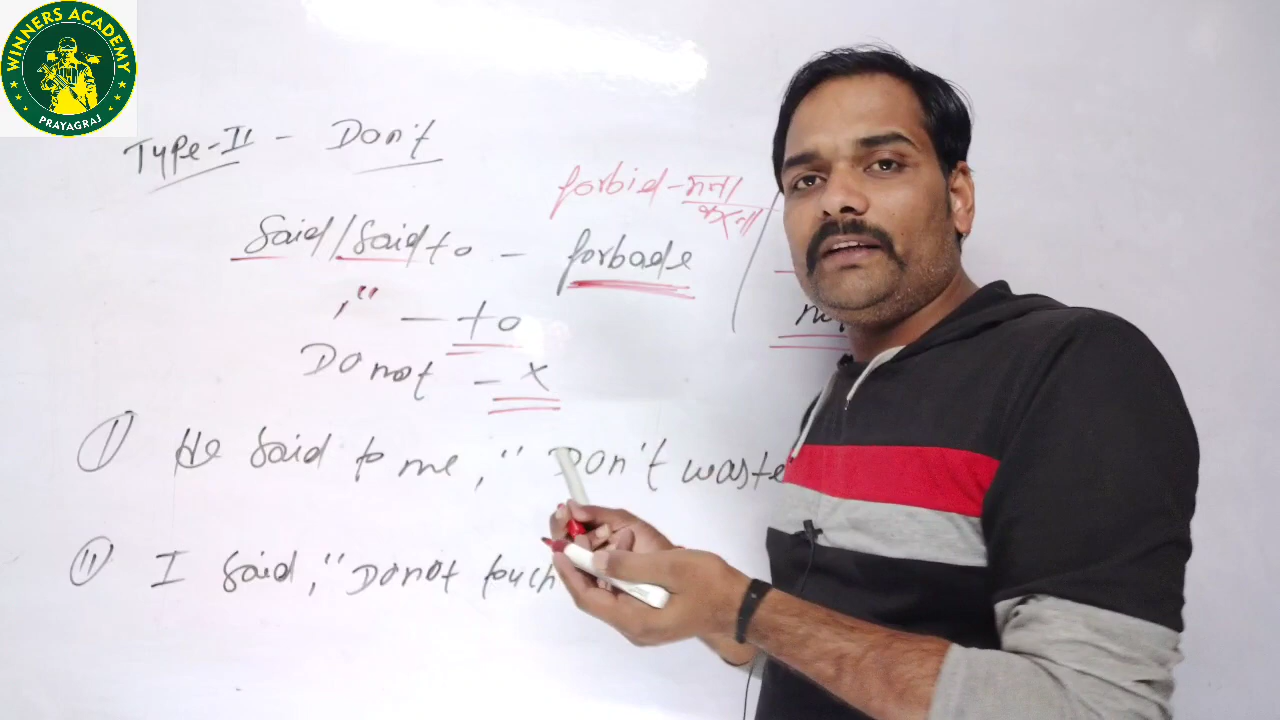 WINNERS ACADEMY
PRAYAGRAJ
Type-II - Don't
forbid - मना
करना
Said/Said to - forbade
," - to
Do not - X
I He said to me, " Don't waste
II I said, " Do not touch